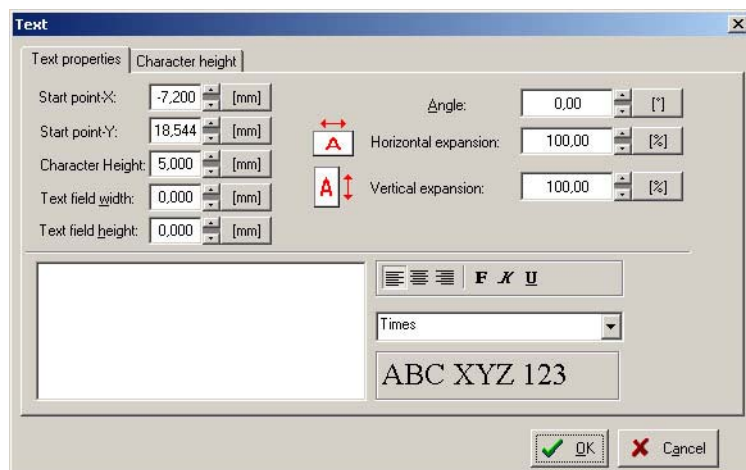 Text
Text properties Character height
Start point-X: -7,200 [mm]
Start point-Y: 18,544 [mm]
Character Height: 5,000 [mm]
Text field width: 0,000 [mm]
Text field height: 0,000 [mm]
A
A
Angle: 0,00 [°]
Horizontal expansion: 100,00 [%]
Vertical expansion: 100,00 [%]
F K U
Times
ABC XYZ 123
OK Cancel